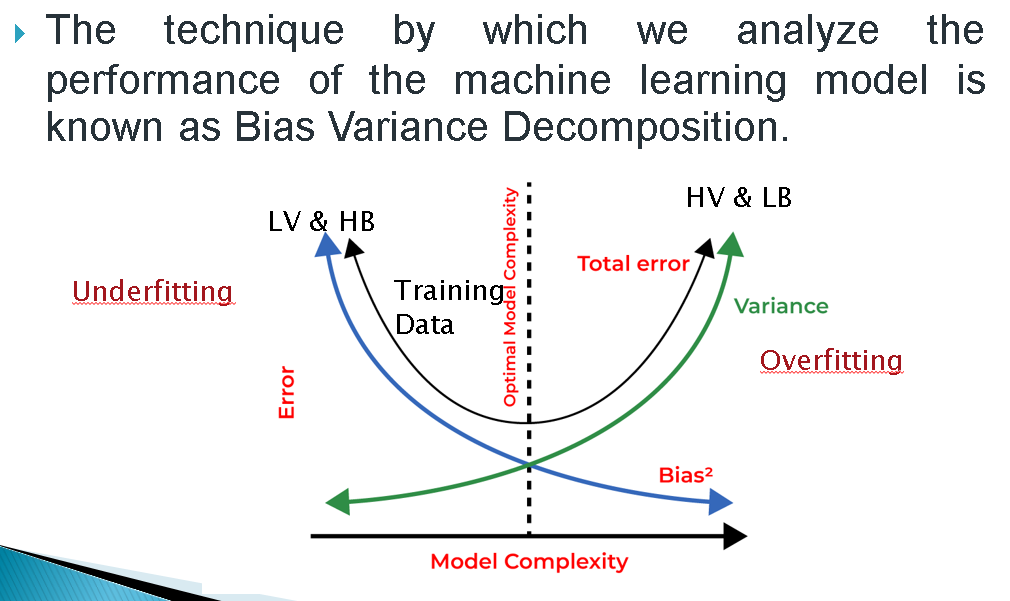 The technique by which we analyze the
performance of the machine learning model is
known as Bias Variance Decomposition.
HV & LB
LV & HB
Optimal Model Complexity
Total error
Underfitting
Training
Data
Variance
Overfitting
Error
Bias²
Model Complexity